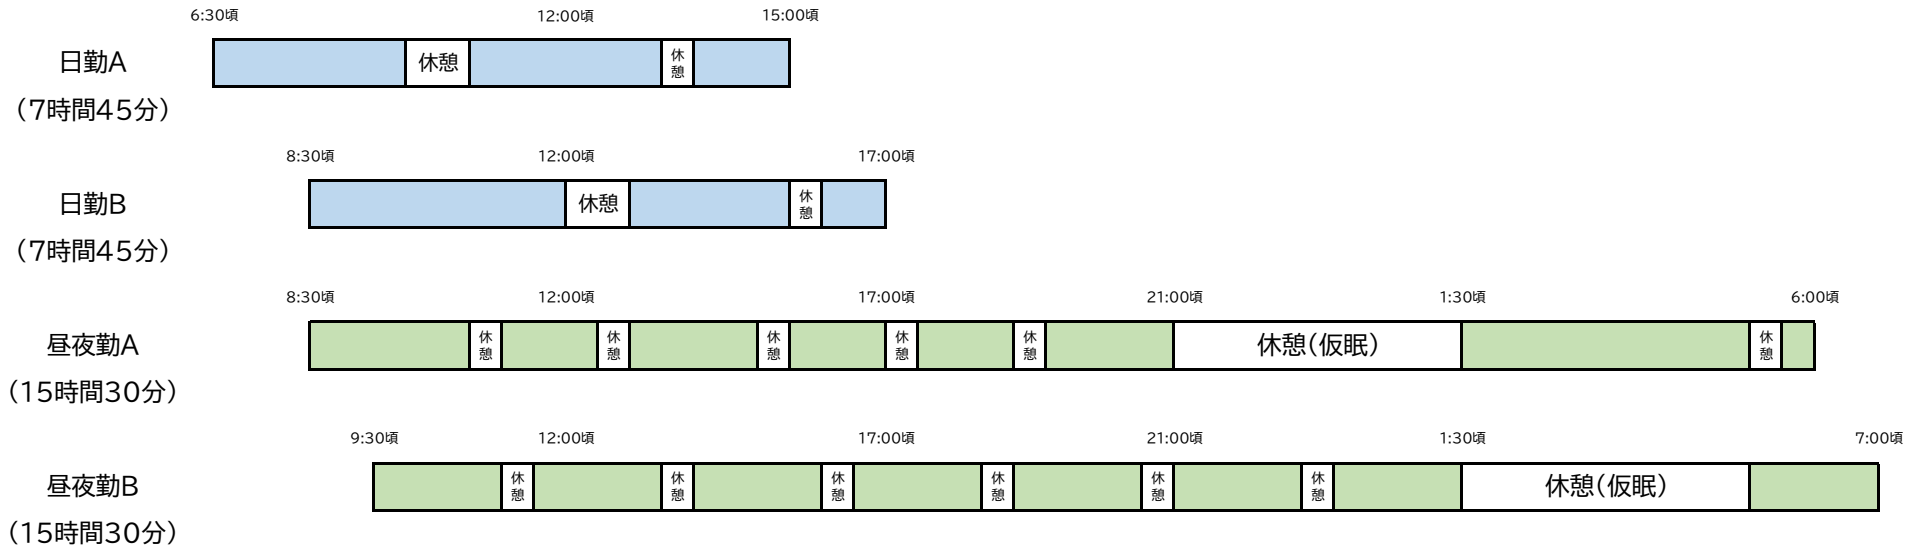 6:30頃 12:00頃 15:00頃
日勤A 休憩 休憩
（7時間45分）
8:30頃 12:00頃 17:00頃
日勤B 休憩 休憩
（7時間45分）
8:30頃 12:00頃 17:00頃 21:00頃 1:30頃 6:00頃
昼夜勤A 休憩 休憩 休憩 休憩 休憩 休憩（仮眠） 休憩
（15時間30分）
9:30頃 12:00頃 17:00頃 21:00頃 1:30頃 7:00頃
昼夜勤B 休憩 休憩 休憩 休憩 休憩 休憩 休憩（仮眠）
（15時間30分）